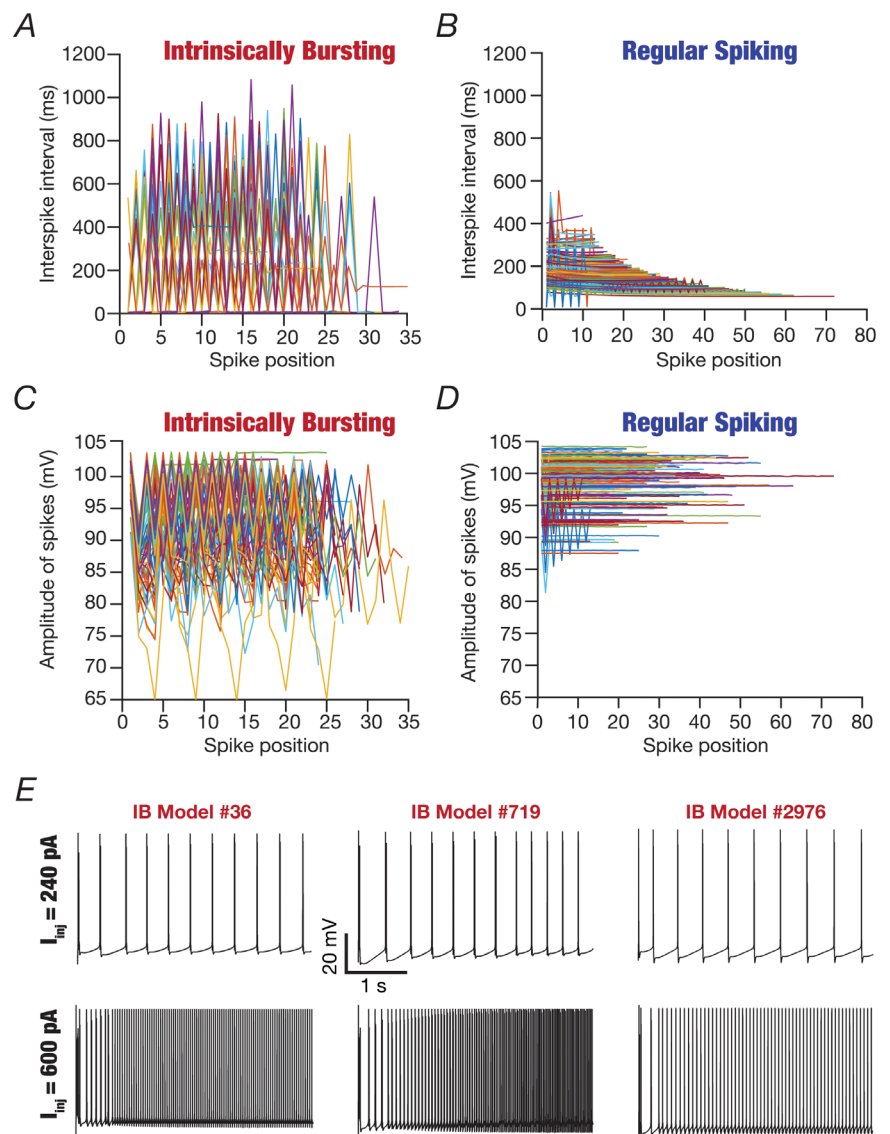 A
Intrinsically Bursting
1200
1000
800
600
400
200
0
Interspike interval (ms)
0 5 10 15 20 25 30 35
Spike position
B
Regular Spiking
1200
1000
800
600
400
200
0
Interspike interval (ms)
0 10 20 30 40 50 60 70 80
Spike position
C
Intrinsically Bursting
105
100
95
90
85
80
75
70
65
Amplitude of spikes (mV)
0 5 10 15 20 25 30 35
Spike position
D
Regular Spiking
105
100
95
90
85
80
75
70
65
Amplitude of spikes (mV)
0 10 20 30 40 50 60 70 80
Spike position
E
IB Model #36
IB Model #719
IB Model #2976
Iinj = 240 pA
20 mV
1 s
Iinj = 600 pA